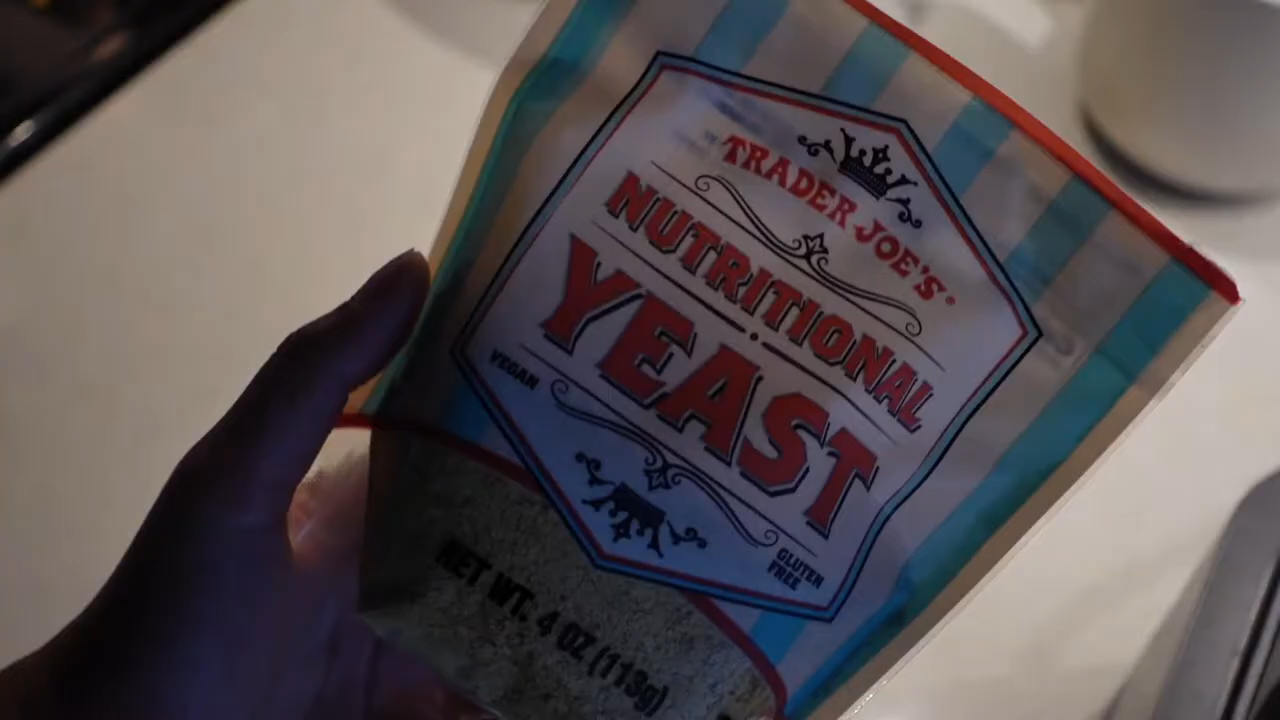 TRADER JOE'S®
NUTRITIONAL
YEAST
VEGAN
GLUTEN
FREE
NET WT. 4 OZ (113g)